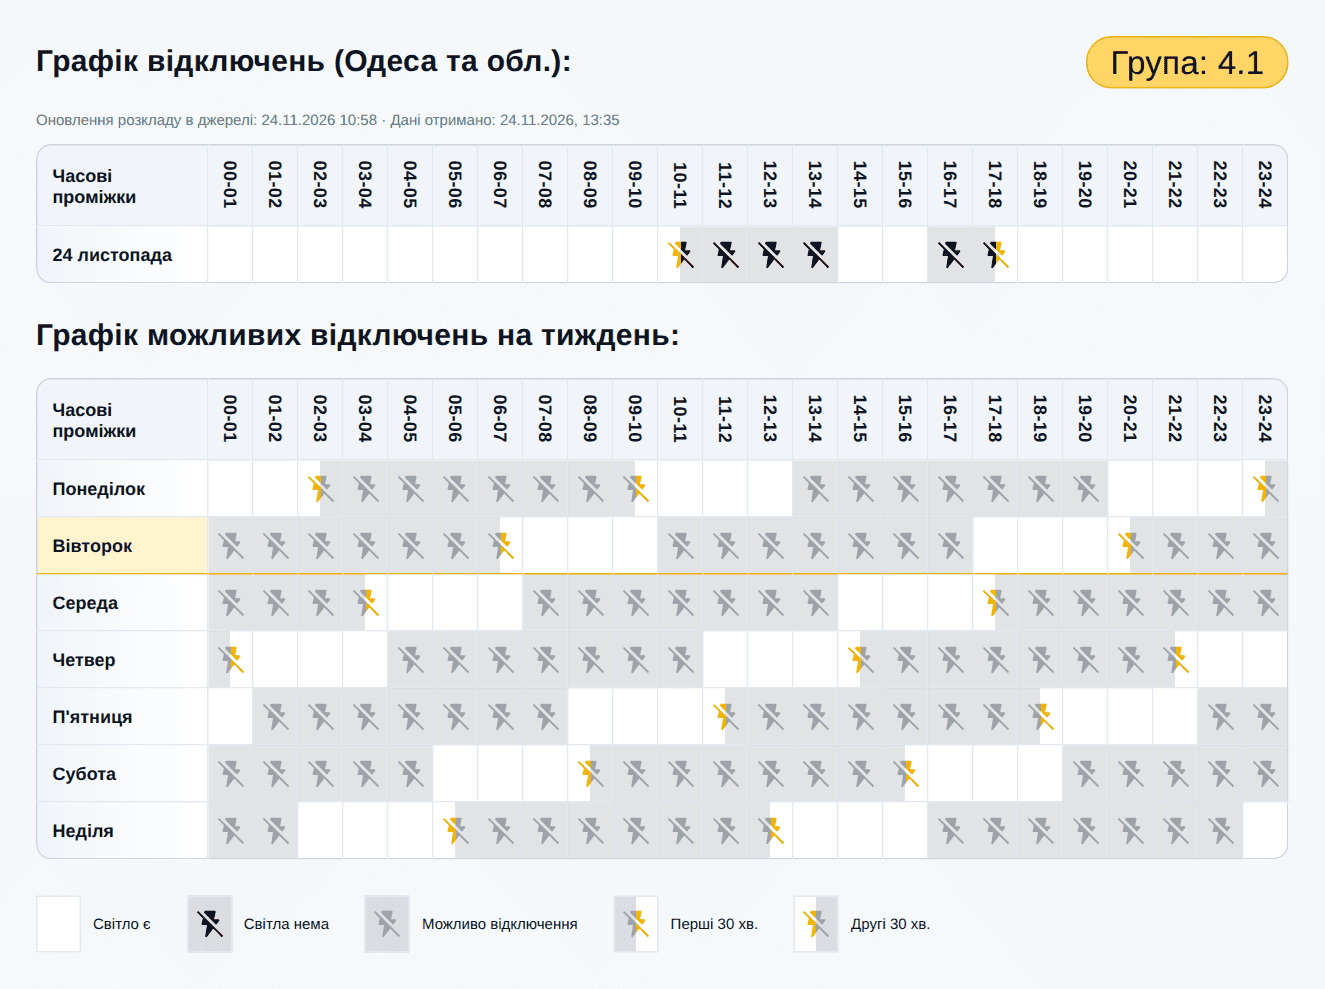 Графік відключень (Одеса та обл.):
Група: 4.1
Оновлення розкладу в джерелі: 24.11.2026 10:58 · Дані отримано: 24.11.2026, 13:35
Часові
проміжки
00-01 01-02 02-03 03-04 04-05 05-06 06-07 07-08 08-09 09-10 10-11 11-12 12-13 13-14 14-15 15-16 16-17 17-18 18-19 19-20 20-21 21-22 22-23 23-24
24 листопада
Графік можливих відключень на тиждень:
Часові
проміжки
00-01 01-02 02-03 03-04 04-05 05-06 06-07 07-08 08-09 09-10 10-11 11-12 12-13 13-14 14-15 15-16 16-17 17-18 18-19 19-20 20-21 21-22 22-23 23-24
Понеділок
Вівторок
Середа
Четвер
П'ятниця
Субота
Неділя
Світло є
Світла нема
Можливо відключення
Перші 30 хв.
Другі 30 хв.